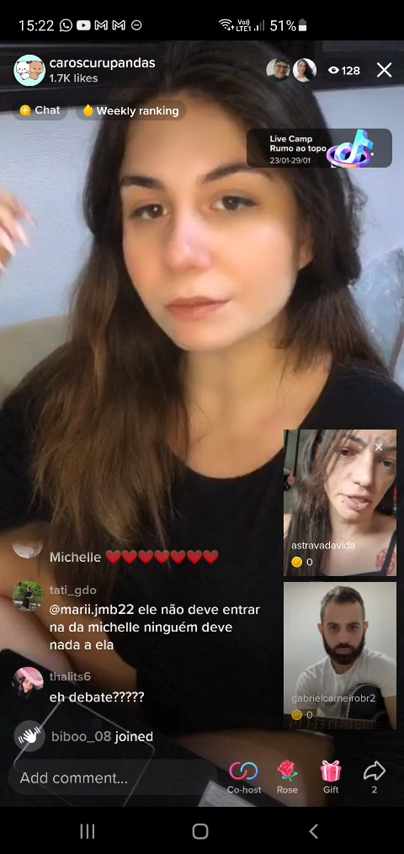 15:22
Vo))
LTE1
51%
caroscurupandas
1.7K likes
128
Chat
Weekly ranking
Live Camp
Rumo ao topo
23/01-29/01
astravadavida
0
Michelle ❤️❤️❤️❤️❤️❤️❤️
tati_gdo
@marii.jmb22 ele não deve entrar
na da michelle ninguém deve
nada a ela
thalits6
eh debate?????
gabrielcarneirobr2
0
biboo_08 joined
Add comment...
Co-host
Rose
Gift
2